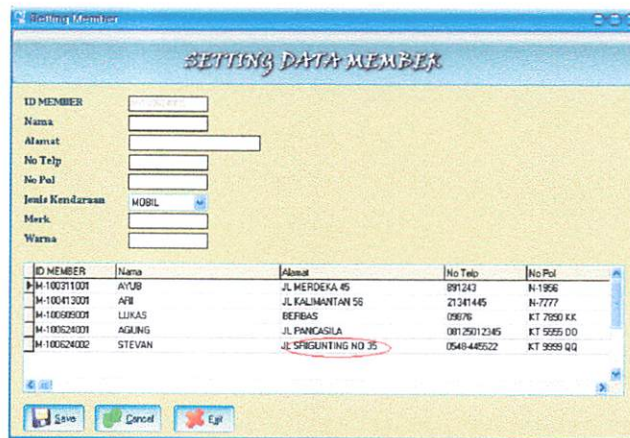 Setting Member
SETTING DATA MEMBER
ID MEMBER
Nama
Alamat
No Telp
No Pol
Jenis Kendaraan MOBIL
Merk
Warna
ID MEMBER Nama Alamat No Telp No Pol
M-100311001 AYUB JL MERDEKA 45 891243 N-1956
M-100413001 ARI JL KALIMANTAN 56 21341445 N-7777
M-100609001 LUKAS BERBAS 09876 KT 7890 KK
M-100624001 AGUNG JL PANCASILA 08125012345 KT 5555 DD
M-100624002 STEVAN JL SRIGUNTING NO 35 0548-445522 KT 9999 QQ
Save Cancel Exit